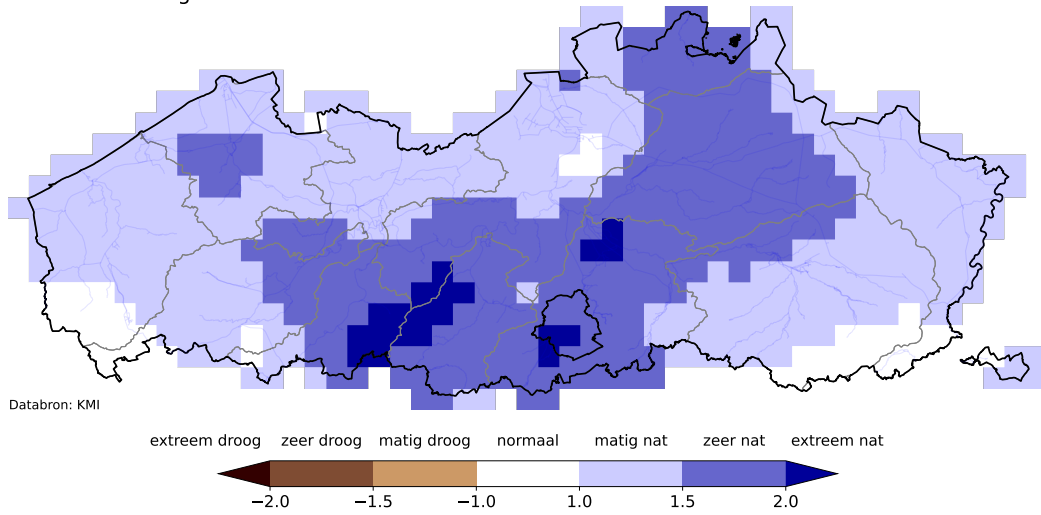 Databron: KMI
extreem droog zeer droog matig droog normaal matig nat zeer nat extreem nat
−2.0 −1.5 −1.0 1.0 1.5 2.0